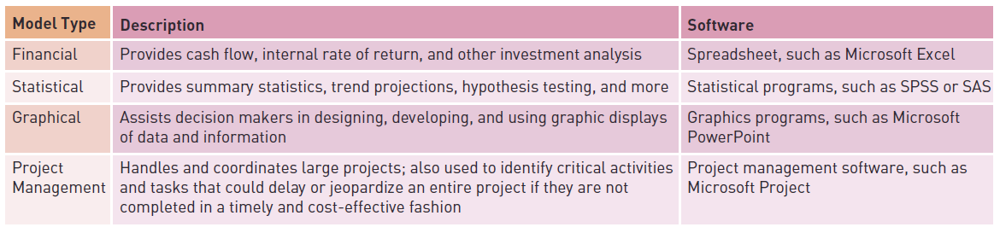 Model Type Description Software
Financial Provides cash flow, internal rate of return, and other investment analysis Spreadsheet, such as Microsoft Excel
Statistical Provides summary statistics, trend projections, hypothesis testing, and more Statistical programs, such as SPSS or SAS
Graphical Assists decision makers in designing, developing, and using graphic displays Graphics programs, such as Microsoft
of data and information PowerPoint
Project Handles and coordinates large projects; also used to identify critical activities Project management software, such as
Management and tasks that could delay or jeopardize an entire project if they are not Microsoft Project
completed in a timely and cost-effective fashion